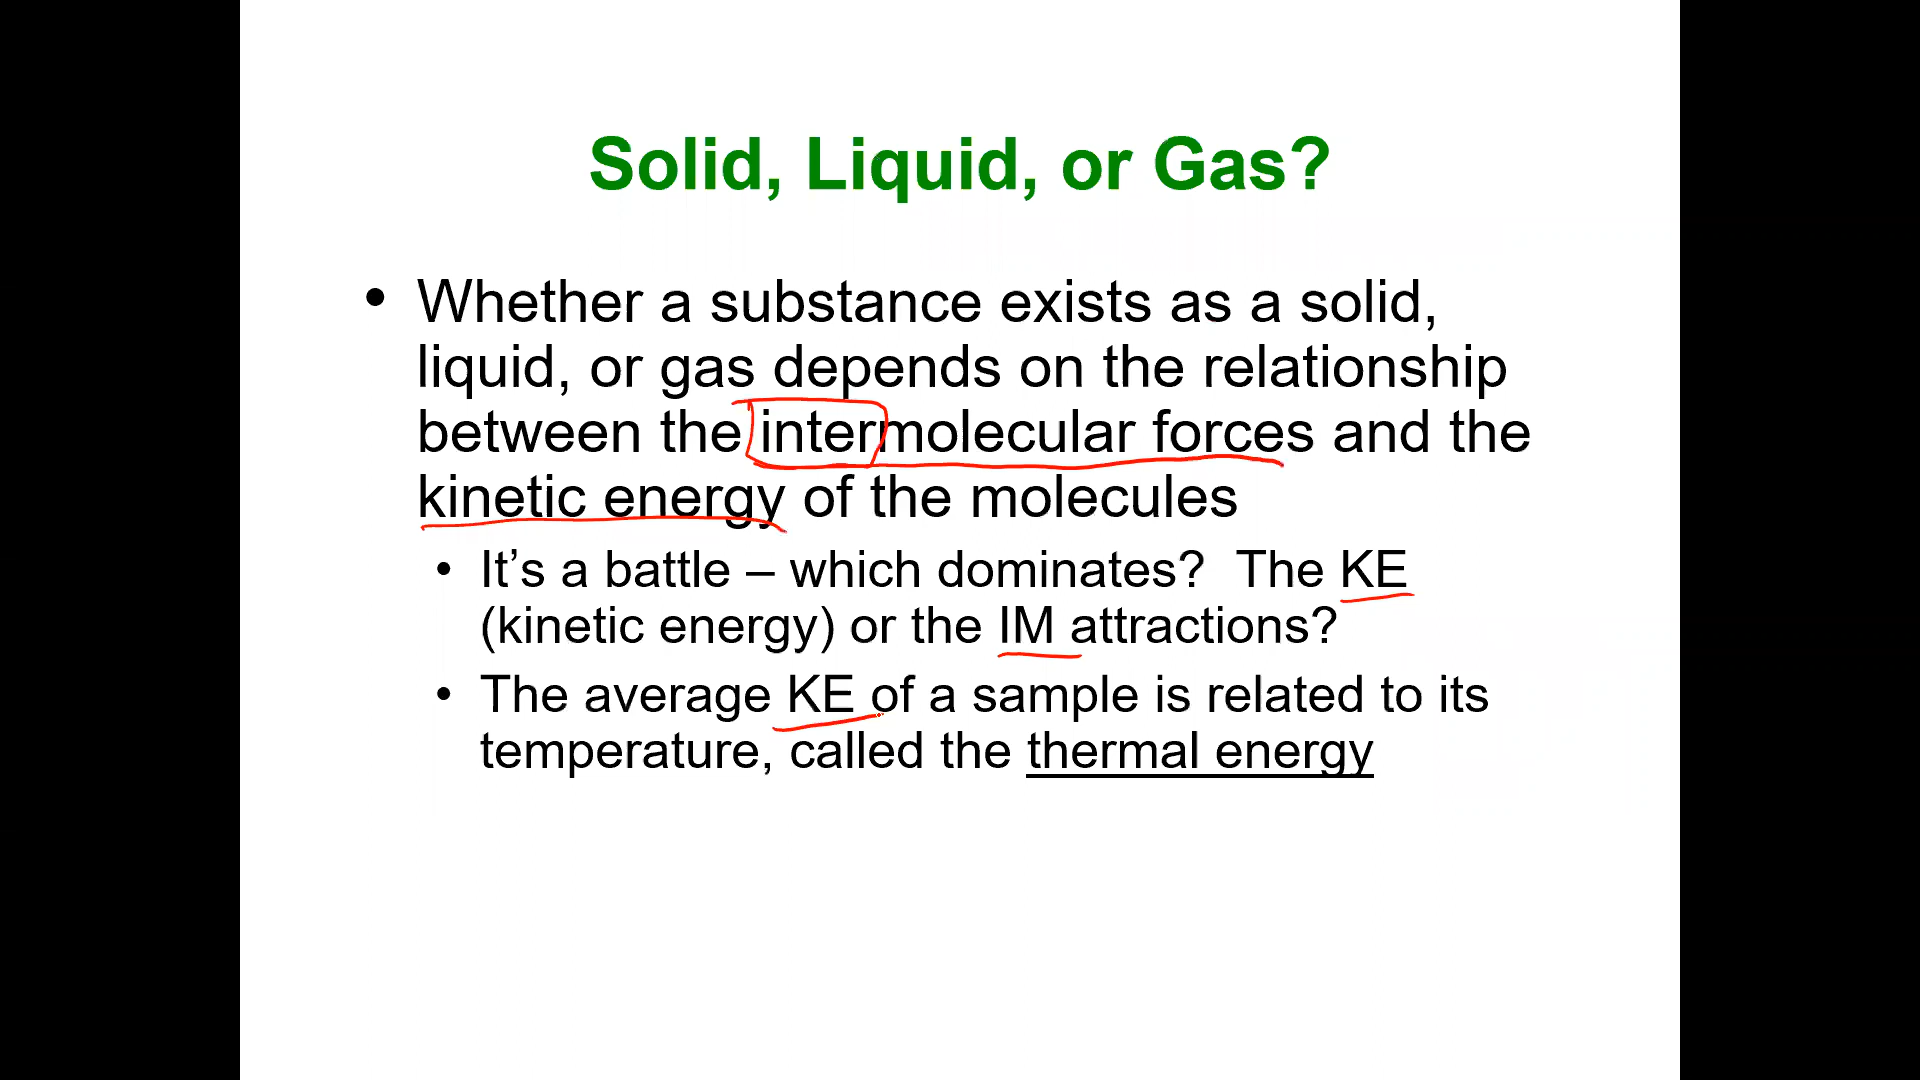 Solid, Liquid, or Gas?
• Whether a substance exists as a solid,
liquid, or gas depends on the relationship
between the intermolecular forces and the
kinetic energy of the molecules
• It’s a battle – which dominates? The KE
(kinetic energy) or the IM attractions?
• The average KE of a sample is related to its
temperature, called the thermal energy